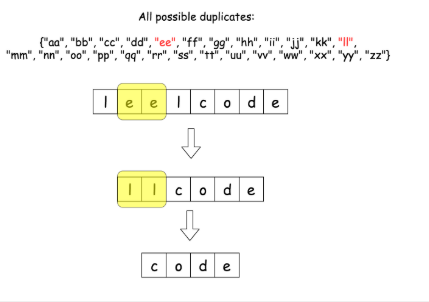 All possible duplicates:
{"aa", "bb", "cc", "dd", "ee", "ff", "gg", "hh", "ii", "jj", "kk", "ll",
"mm", "nn", "oo", "pp", "qq", "rr", "ss", "tt", "uu", "vv", "ww", "xx", "yy", "zz"}
l e e l c o d e
l l c o d e
c o d e